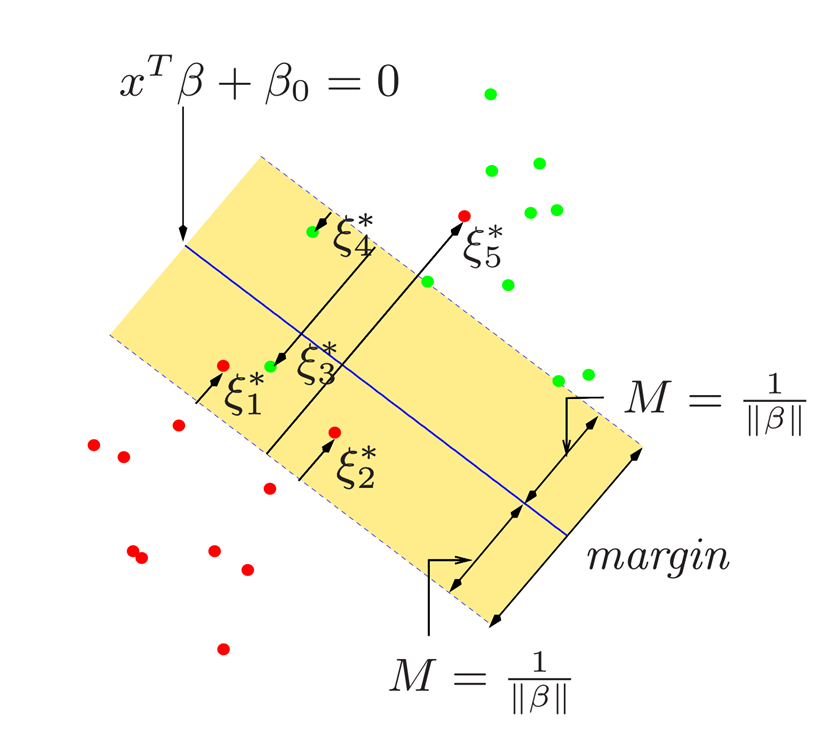 x^T β + β_0 = 0
ξ*_4
ξ*_5
ξ*_3
ξ*_1
M = 1/‖β‖
ξ*_2
margin
M = 1/‖β‖